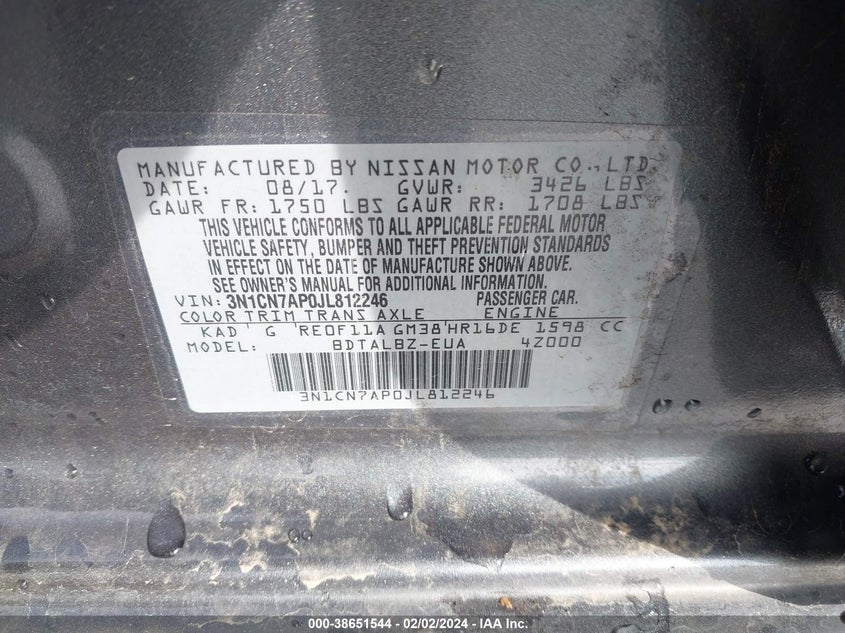 MANUFACTURED BY NISSAN MOTOR CO., LTD.
DATE: 08/17. GVWR: 3426 LBS
GAWR FR: 1750 LBS GAWR RR: 1708 LBS
THIS VEHICLE CONFORMS TO ALL APPLICABLE FEDERAL MOTOR
VEHICLE SAFETY, BUMPER AND THEFT PREVENTION STANDARDS
IN EFFECT ON THE DATE OF MANUFACTURE SHOWN ABOVE.
SEE OWNER'S MANUAL FOR ADDITIONAL INFORMATION.
VIN: 3N1CN7AP0JL812246 PASSENGER CAR.
COLOR TRIM TRANS AXLE ENGINE
KAD G RE0F11A GM38 HR16DE 1598 CC
MODEL: BDTALBZ-EUA 4Z000
3N1CN7AP0JL812246
000-38651544 - 02/02/2024 - IAA Inc.